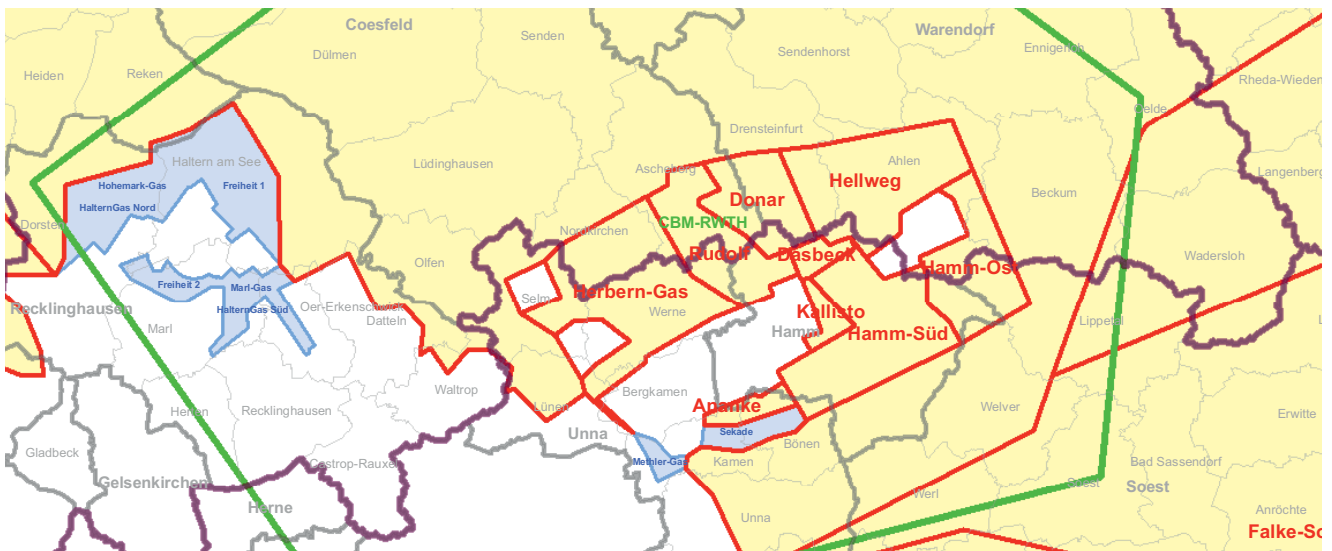 Coesfeld
Warendorf
Senden
Dülmen
Sendenhorst
Ennigerloh
Heiden
Reken
Rheda-Wieden
Oelde
Drensteinfurt
Haltern am See
Lüdinghausen
Ascheberg
Ahlen
Langenberg
Hohemark-Gas
Freiheit 1
Hellweg
Beckum
HalternGas Nord
Donar
Dorsten
CBM-RWTH
Nordkirchen
Rudolf
Dasbeck
Wadersloh
Olfen
Hamm-Ost
Freiheit 2
Marl-Gas
Herbern-Gas
Selm
Recklinghausen
HalternGas Süd
Oer-Erkenschwick
Werne
Kallisto
Datteln
Lippetal
L
Marl
Hamm
Hamm-Süd
Waltrop
Bergkamen
Herten
Recklinghausen
Lünen
Ananke
Welver
Erwitte
Unna
Sekade
Bönen
Gladbeck
Castrop-Rauxel
Methler-Gas
Kamen
Bad Sassendorf
Gelsenkirchen
Soest
Soest
Werl
Herne
Unna
Anröchte
Falke-So